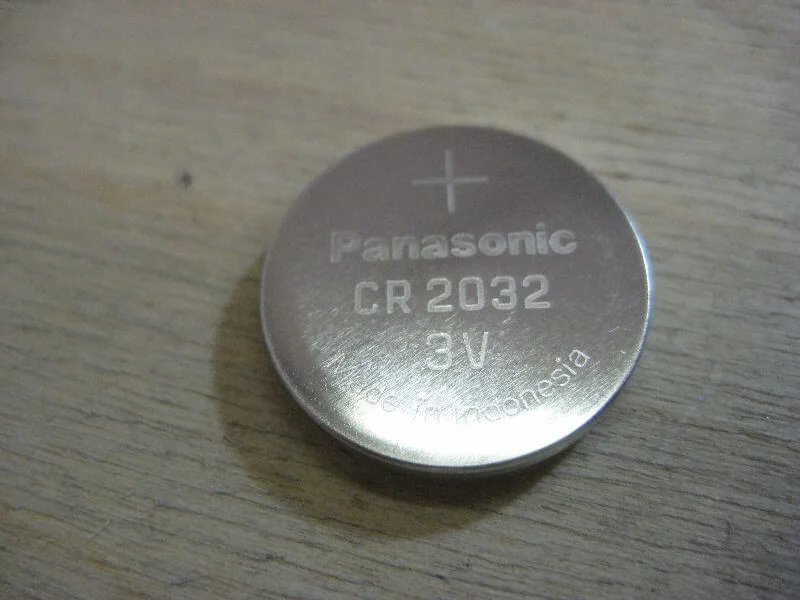 +
Panasonic
CR 2032
3V
Made in Indonesia